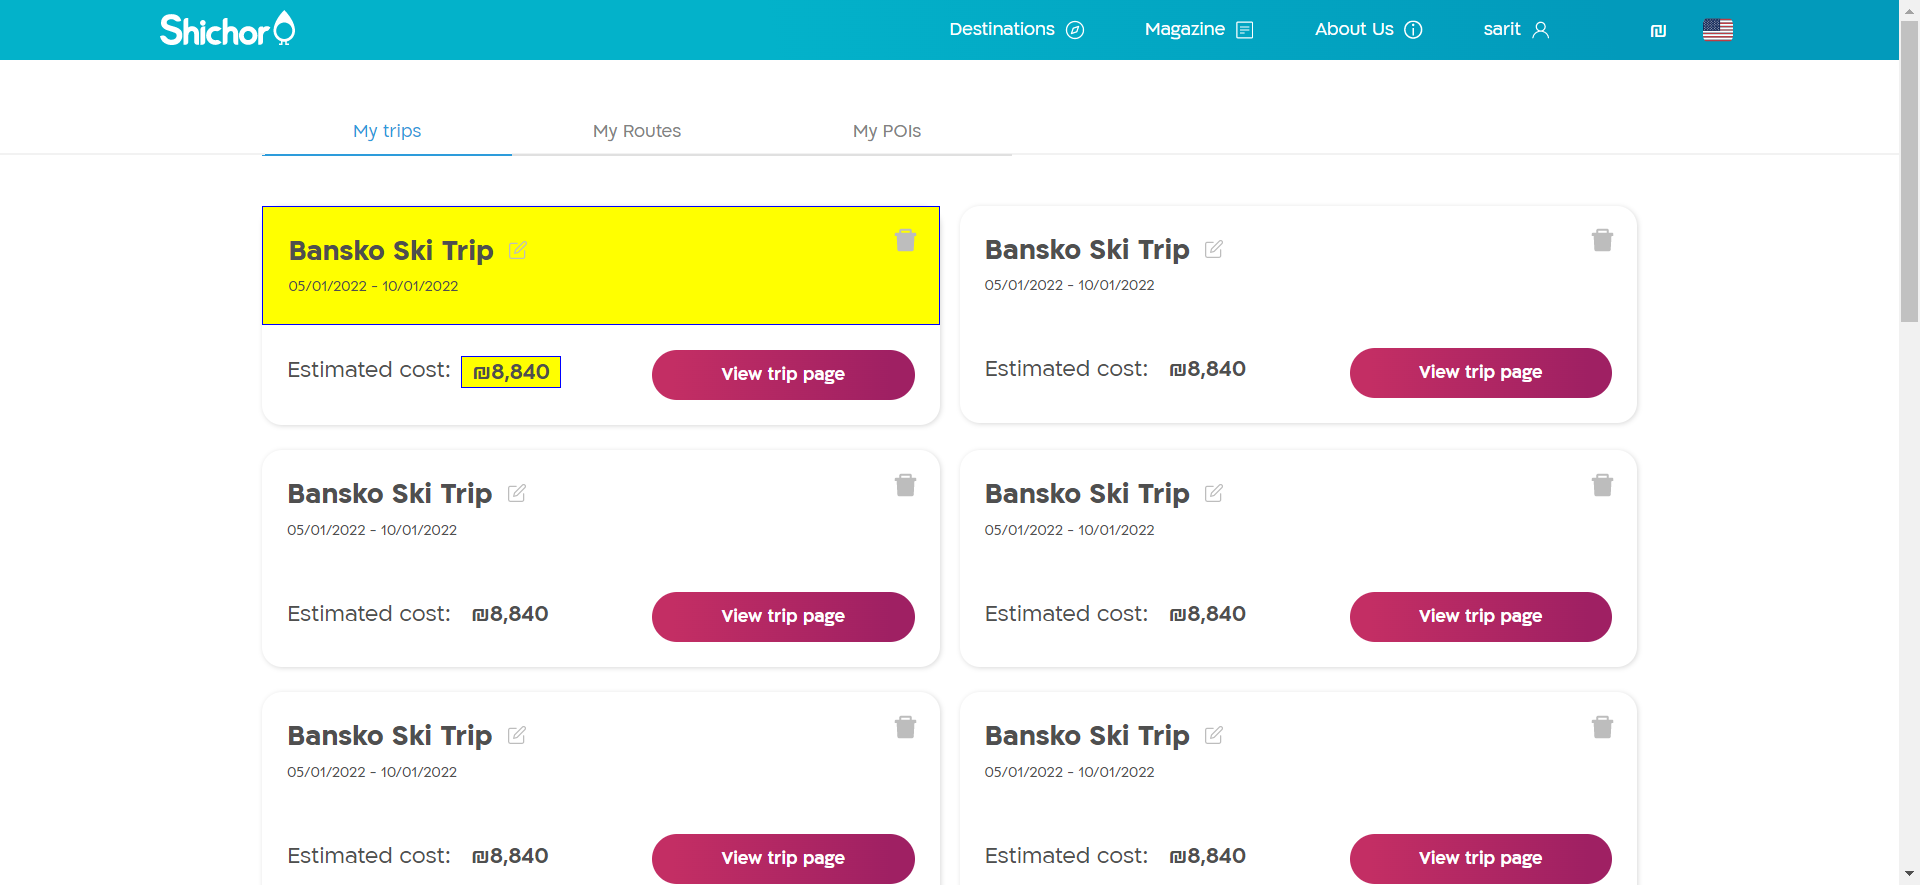 Shichor
Destinations Magazine About Us sarit ₪
My trips My Routes My POIs
Bansko Ski Trip
05/01/2022 - 10/01/2022
Estimated cost: ₪8,840
View trip page
Bansko Ski Trip
05/01/2022 - 10/01/2022
Estimated cost: ₪8,840
View trip page
Bansko Ski Trip
05/01/2022 - 10/01/2022
Estimated cost: ₪8,840
View trip page
Bansko Ski Trip
05/01/2022 - 10/01/2022
Estimated cost: ₪8,840
View trip page
Bansko Ski Trip
05/01/2022 - 10/01/2022
Estimated cost: ₪8,840
View trip page
Bansko Ski Trip
05/01/2022 - 10/01/2022
Estimated cost: ₪8,840
View trip page